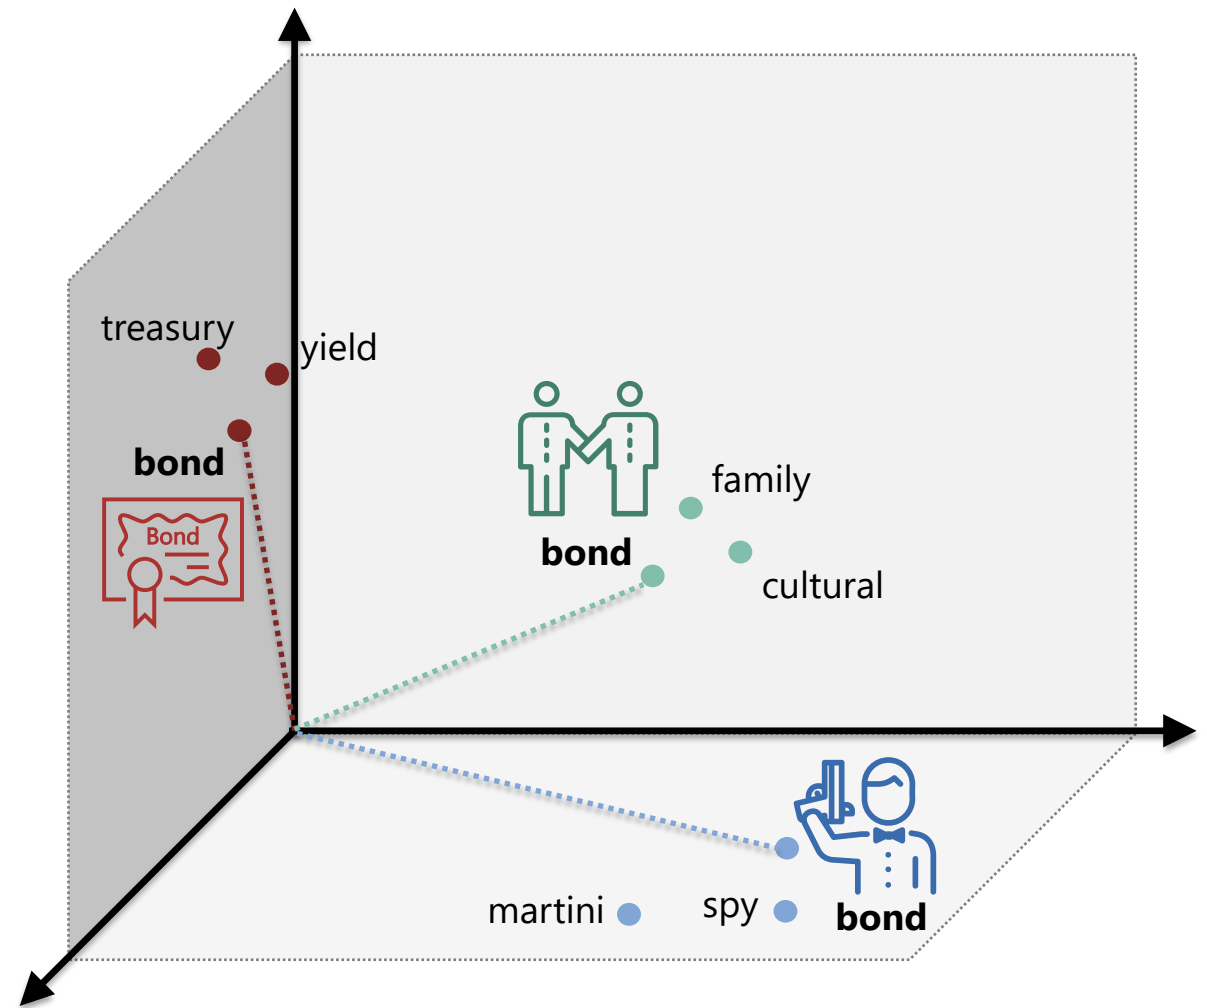 treasury
yield
bond
Bond
family
bond
cultural
martini
spy
bond